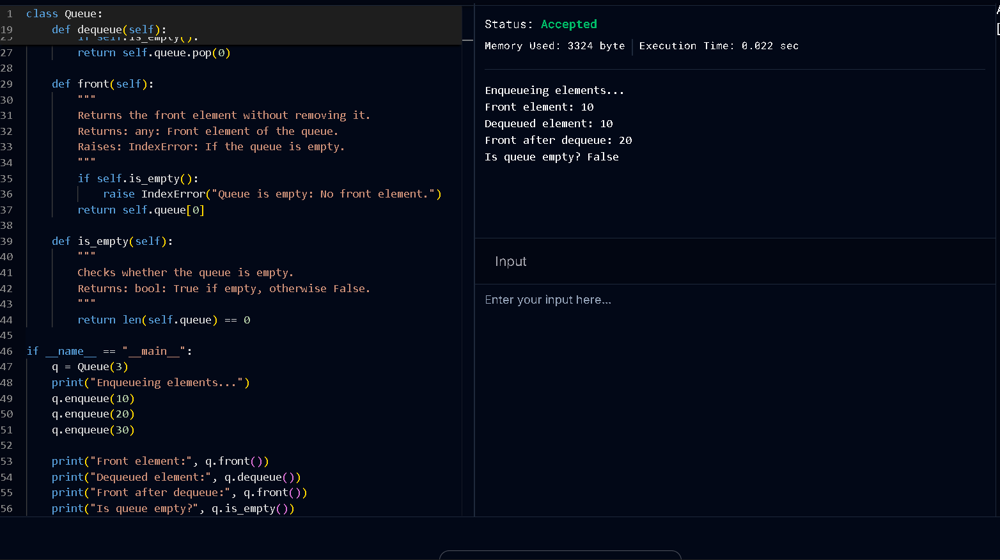 1 class Queue:
19     def dequeue(self):
25         if self.is_empty():
27         return self.queue.pop(0)
28
29     def front(self):
30         """
31         Returns the front element without removing it.
32         Returns: any: Front element of the queue.
33         Raises: IndexError: If the queue is empty.
34         """
35         if self.is_empty():
36             raise IndexError("Queue is empty: No front element.")
37         return self.queue[0]
38
39     def is_empty(self):
40         """
41         Checks whether the queue is empty.
42         Returns: bool: True if empty, otherwise False.
43         """
44         return len(self.queue) == 0
45
46 if __name__ == "__main__":
47     q = Queue(3)
48     print("Enqueueing elements...")
49     q.enqueue(10)
50     q.enqueue(20)
51     q.enqueue(30)
52
53     print("Front element:", q.front())
54     print("Dequeued element:", q.dequeue())
55     print("Front after dequeue:", q.front())
56     print("Is queue empty?", q.is_empty())
Status: Accepted
Memory Used: 3324 byte
Execution Time: 0.022 sec
Enqueueing elements...
Front element: 10
Dequeued element: 10
Front after dequeue: 20
Is queue empty? False
Input
Enter your input here...